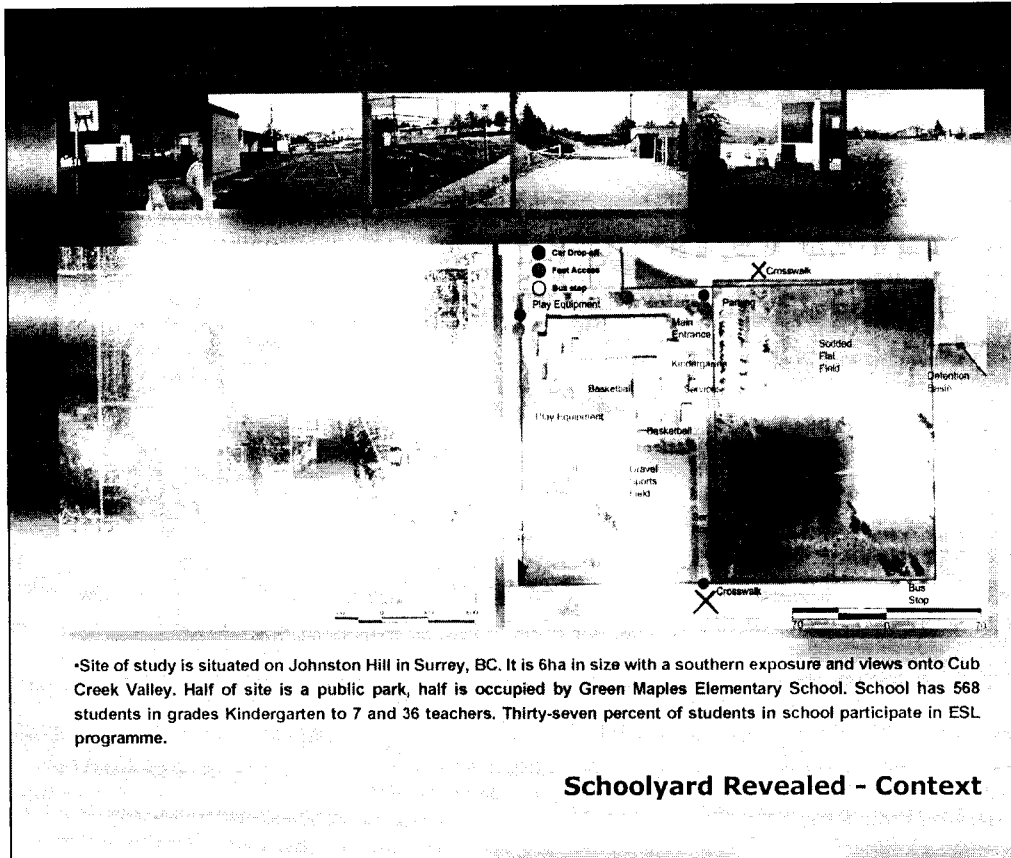 Car Drop-off
Foot Access
Bus stop
Play Equipment
Crosswalk
Main
Entrance
Parking
Sodded
Flat
Field
Kindergarten
Services
Detention
Basin
Basketball
Play Equipment
Basketball
Gravel
Sports
Field
Crosswalk
Bus
Stop
70 0 70
•Site of study is situated on Johnston Hill in Surrey, BC. It is 6ha in size with a southern exposure and views onto Cub
Creek Valley. Half of site is a public park, half is occupied by Green Maples Elementary School. School has 568
students in grades Kindergarten to 7 and 36 teachers. Thirty-seven percent of students in school participate in ESL
programme.
Schoolyard Revealed - Context